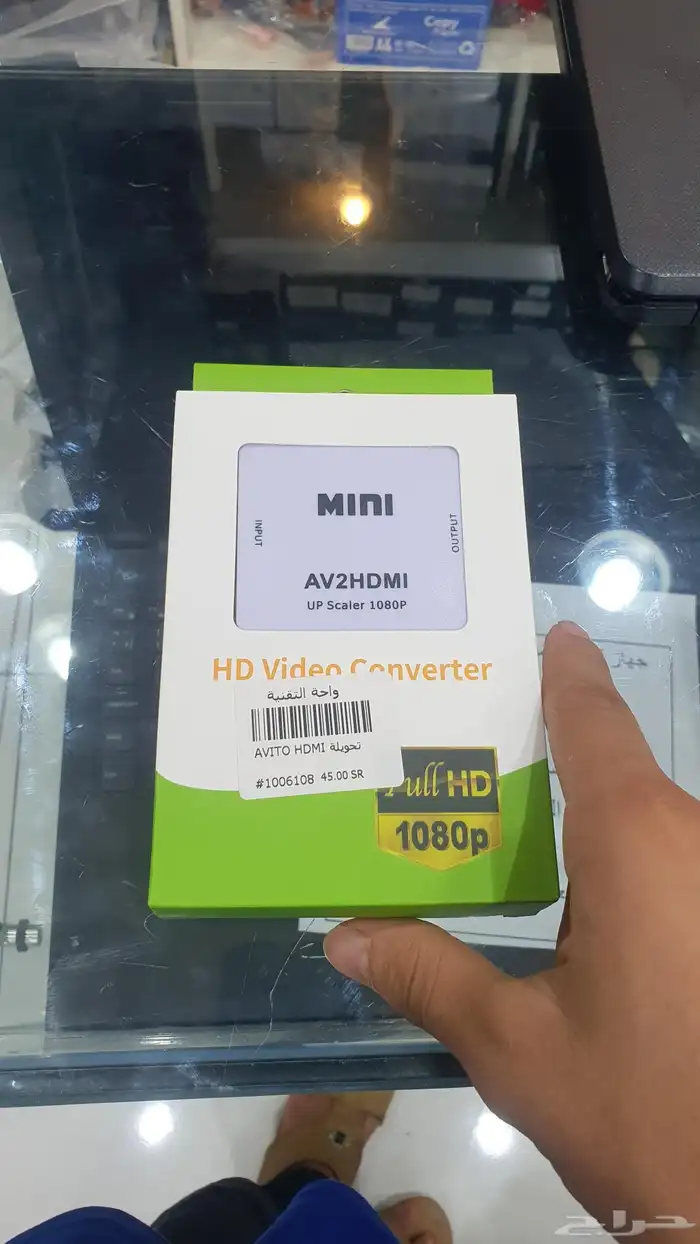 Copy
MINI
INPUT
OUTPUT
AV2HDMI
UP Scaler 1080P
HD Video Converter
واحة التقنية
تحويلة AVITO HDMI
#1006108 45.00 SR
Full HD
1080p
حراج